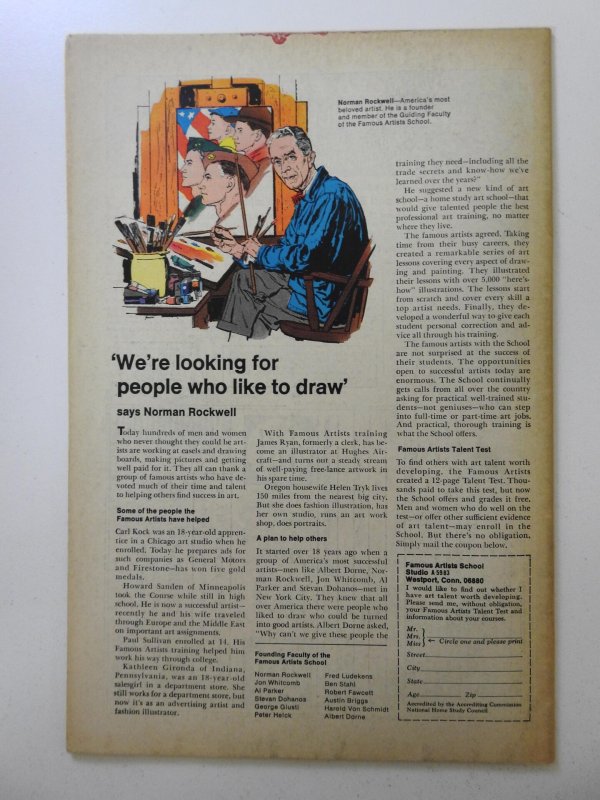 Norman Rockwell—America's most
beloved artist. He is a founder
and member of the Guiding Faculty
of the Famous Artists School.
'We're looking for
people who like to draw'
says Norman Rockwell
Today hundreds of men and women
who never thought they could be art-
ists are working at easels and drawing
boards, making pictures and getting
well paid for it. They all can thank a
group of famous artists who have de-
voted much of their time and talent
to helping others find success in art.
Some of the people the
Famous Artists have helped
Carl Kock was an 18-year-old appren-
tice in a Chicago art studio when he
enrolled. Today he prepares ads for
such companies as General Motors
and Firestone—has won five gold
medals.
Howard Sanden of Minneapolis
took the Course while still in high
school. He is now a successful artist—
recently he and his wife traveled
through Europe and the Middle East
on important art assignments.
Paul Sullivan enrolled at 14. His
Famous Artists training helped him
work his way through college.
Kathleen Gironda of Indiana,
Pennsylvania, was an 18-year-old
salesgirl in a department store. She
still works for a department store, but
now it's as an advertising artist and
fashion illustrator.
With Famous Artists training
James Ryan, formerly a clerk, has be-
come an illustrator at Hughes Air-
craft—and turns out a steady stream
of well-paying free-lance artwork in
his spare time.
Oregon housewife Helen Tryk lives
150 miles from the nearest big city.
But she does fashion illustration, has
her own studio, runs an art work
shop, does portraits.
A plan to help others
It started over 18 years ago when a
group of America's most successful
artists—men like Albert Dorne, Nor-
man Rockwell, Jon Whitcomb, Al
Parker and Stevan Dohanos—met in
New York City. They knew that all
over America there were people who
liked to draw who could be turned
into good artists. Albert Dorne asked,
"Why can't we give these people the
Founding Faculty of the
Famous Artists School
Norman Rockwell
Jon Whitcomb
Al Parker
Stevan Dohanos
George Giusti
Peter Helck
Fred Ludekens
Ben Stahl
Robert Fawcett
Austin Briggs
Harold Von Schmidt
Albert Dorne
training they need—including all the
trade secrets and know-how we've
learned over the years?"
He suggested a new kind of art
school—a home study art school—that
would give talented people the best
professional art training, no matter
where they live.
The famous artists agreed. Taking
time from their busy careers, they
created a remarkable series of art
lessons covering every aspect of draw-
ing and painting. They illustrated
their lessons with over 5,000 "here's-
how" illustrations. The lessons start
from scratch and cover every skill a
top artist needs. Finally, they de-
veloped a wonderful way to give each
student personal correction and ad-
vice all through his training.
The famous artists with the School
are not surprised at the success of
their students. The opportunities
open to successful artists today are
enormous. The School continually
gets calls from all over the country
asking for practical well-trained stu-
dents—not geniuses—who can step
into full-time or part-time art jobs.
And practical, thorough training is
what the School offers.
Famous Artists Talent Test
To find others with art talent worth
developing, the Famous Artists
created a 12-page Talent Test. Thou-
sands paid to take this test, but now
the School offers and grades it free.
Men and women who do well on the
test—or offer other sufficient evidence
of art talent—may enroll in the
School. But there's no obligation.
Simply mail the coupon below.
Famous Artists School
Studio A 5583
Westport, Conn. 06880
I would like to find out whether I
have art talent worth developing.
Please send me, without obligation,
your Famous Artists Talent Test and
information about your courses.
Mr.
Mrs. ← Circle one and please print
Miss
Street
City
State
Age Zip
Accredited by the Accrediting Commission
National Home Study Council